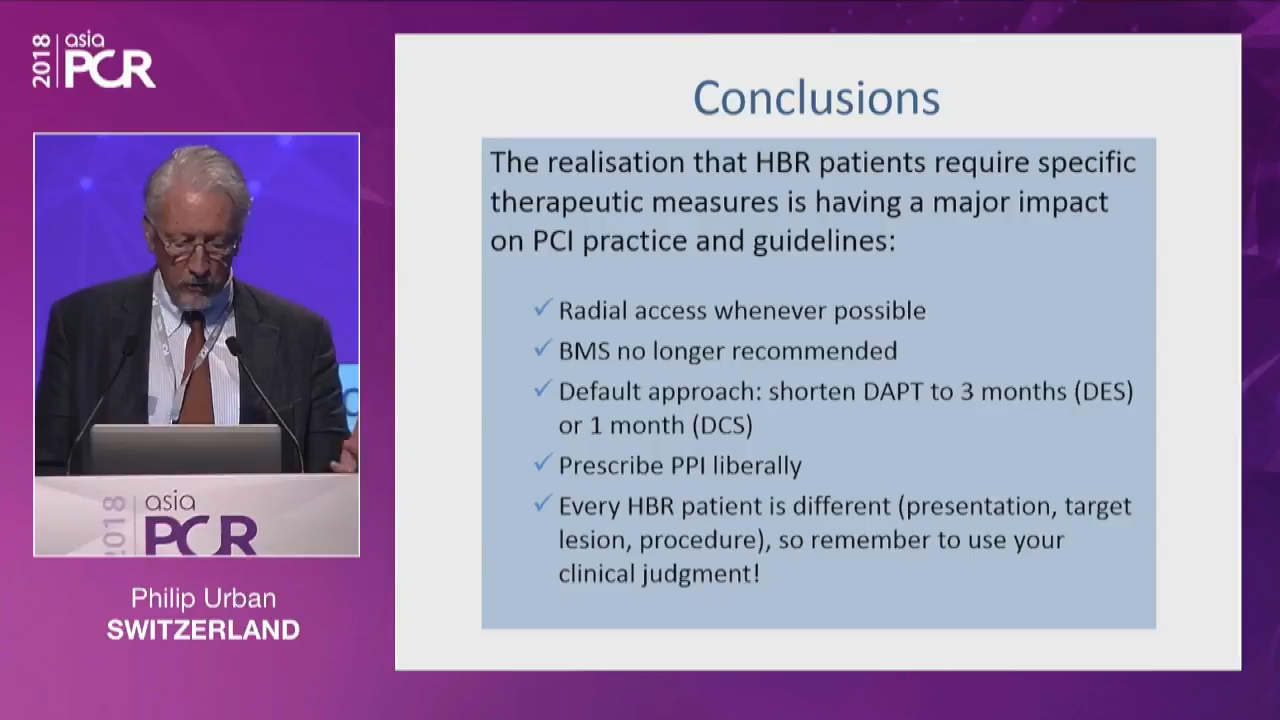 2018
asia
PCR
Conclusions
The realisation that HBR patients require specific
therapeutic measures is having a major impact
on PCI practice and guidelines:
✓ Radial access whenever possible
✓ BMS no longer recommended
✓ Default approach: shorten DAPT to 3 months (DES)
or 1 month (DCS)
✓ Prescribe PPI liberally
✓ Every HBR patient is different (presentation, target
lesion, procedure), so remember to use your
clinical judgment!
2018
asia
PCR
Philip Urban
SWITZERLAND